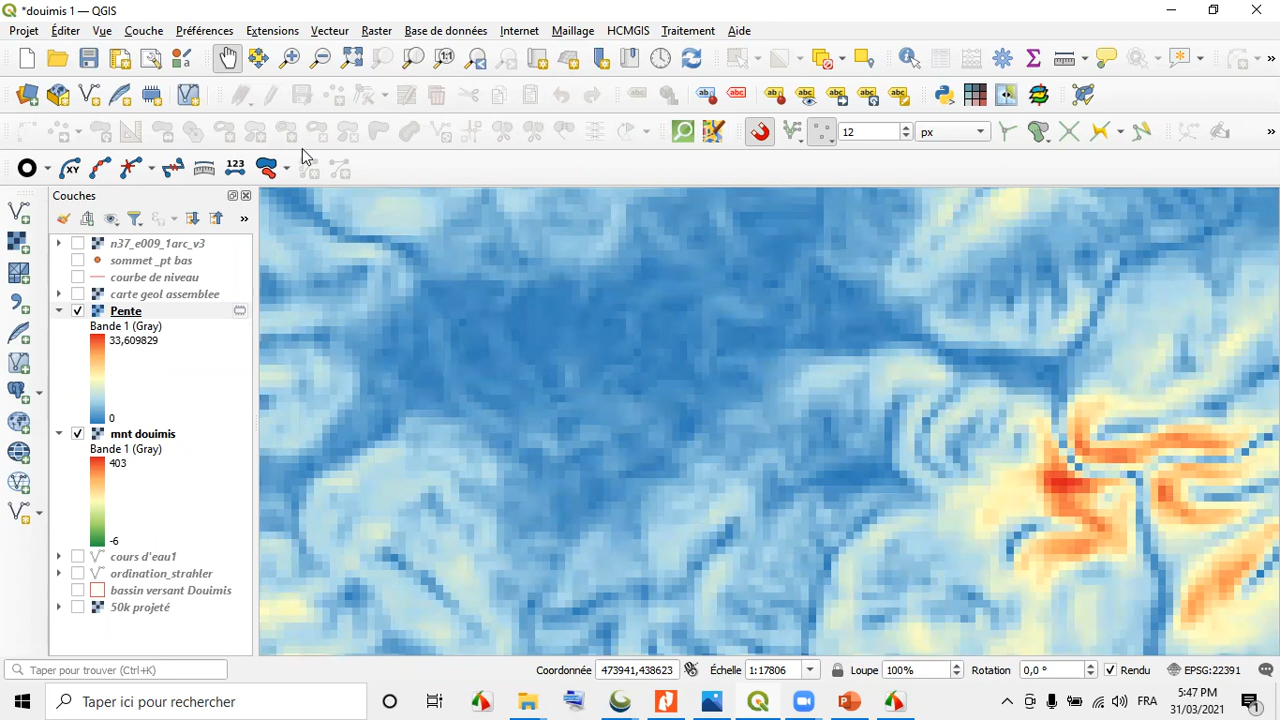 *douimis 1 — QGIS
Projet Éditer Vue Couche Préférences Extensions Vecteur Raster Base de données Internet Maillage HCMGIS Traitement Aide
12 px
XY 123
Couches
n37_e009_1arc_v3
sommet _pt bas
courbe de niveau
carte geol assemblee
Pente
Bande 1 (Gray)
33,609829
0
mnt douimis
Bande 1 (Gray)
403
-6
cours d'eau1
ordination_strahler
bassin versant Douimis
50k projeté
Taper pour trouver (Ctrl+K) Coordonnée 473941,438623 Échelle 1:17806 Loupe 100% Rotation 0,0 ° Rendu EPSG:22391
Taper ici pour rechercher FRA 5:47 PM
31/03/2021